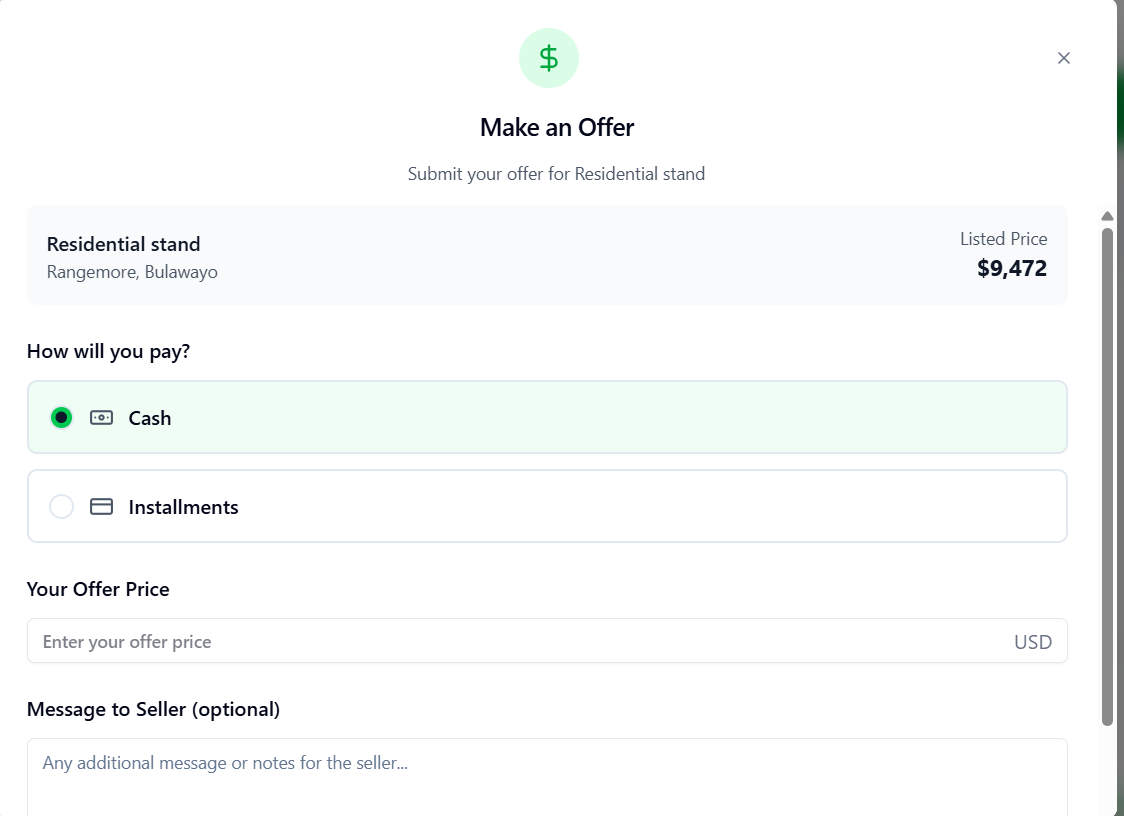 $
Make an Offer
Submit your offer for Residential stand
Residential stand
Rangemore, Bulawayo
Listed Price
$9,472
How will you pay?
Cash
Installments
Your Offer Price
Enter your offer price
USD
Message to Seller (optional)
Any additional message or notes for the seller...